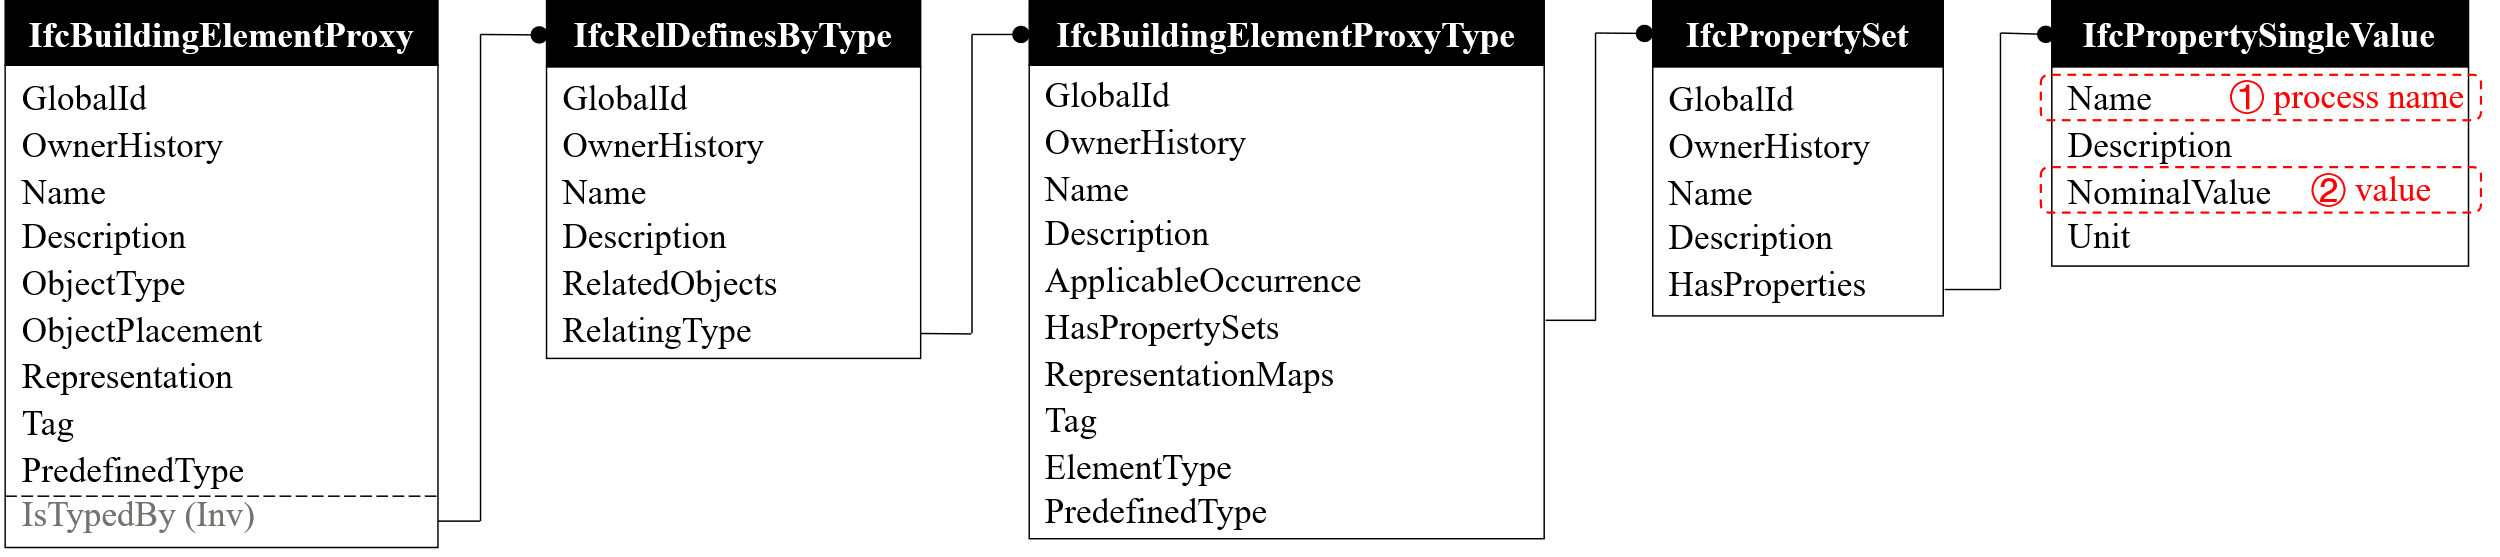 IfcBuildingElementProxy
GlobalId
OwnerHistory
Name
Description
ObjectType
ObjectPlacement
Representation
Tag
PredefinedType
IsTypedBy (Inv)
IfcRelDefinesByType
GlobalId
OwnerHistory
Name
Description
RelatedObjects
RelatingType
IfcBuildingElementProxyType
GlobalId
OwnerHistory
Name
Description
ApplicableOccurrence
HasPropertySets
RepresentationMaps
Tag
ElementType
PredefinedType
IfcPropertySet
GlobalId
OwnerHistory
Name
Description
HasProperties
IfcPropertySingleValue
Name ① process name
Description
NominalValue ② value
Unit